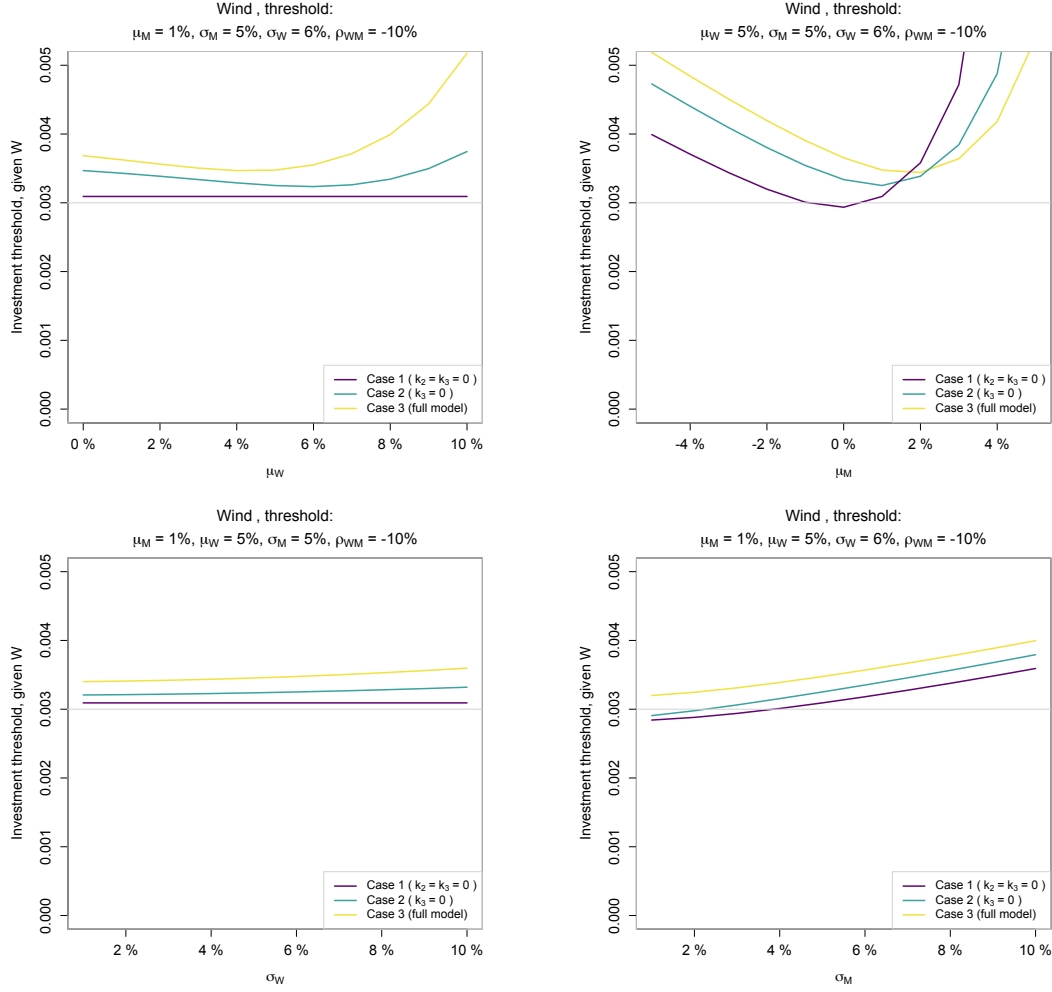 Wind , threshold:
μM = 1%, σM = 5%, σW = 6%, ρWM = -10%
Investment threshold, given W
0.005
0.004
0.003
0.002
0.001
0.000
Case 1 ( k2 = k3 = 0 )
Case 2 ( k3 = 0 )
Case 3 (full model)
0 % 2 % 4 % 6 % 8 % 10 %
μW
Wind , threshold:
μW = 5%, σM = 5%, σW = 6%, ρWM = -10%
Investment threshold, given W
0.005
0.004
0.003
0.002
0.001
0.000
Case 1 ( k2 = k3 = 0 )
Case 2 ( k3 = 0 )
Case 3 (full model)
-4 % -2 % 0 % 2 % 4 %
μM
Wind , threshold:
μM = 1%, μW = 5%, σM = 5%, ρWM = -10%
Investment threshold, given W
0.005
0.004
0.003
0.002
0.001
0.000
Case 1 ( k2 = k3 = 0 )
Case 2 ( k3 = 0 )
Case 3 (full model)
2 % 4 % 6 % 8 % 10 %
σW
Wind , threshold:
μM = 1%, μW = 5%, σW = 6%, ρWM = -10%
Investment threshold, given W
0.005
0.004
0.003
0.002
0.001
0.000
Case 1 ( k2 = k3 = 0 )
Case 2 ( k3 = 0 )
Case 3 (full model)
2 % 4 % 6 % 8 % 10 %
σM